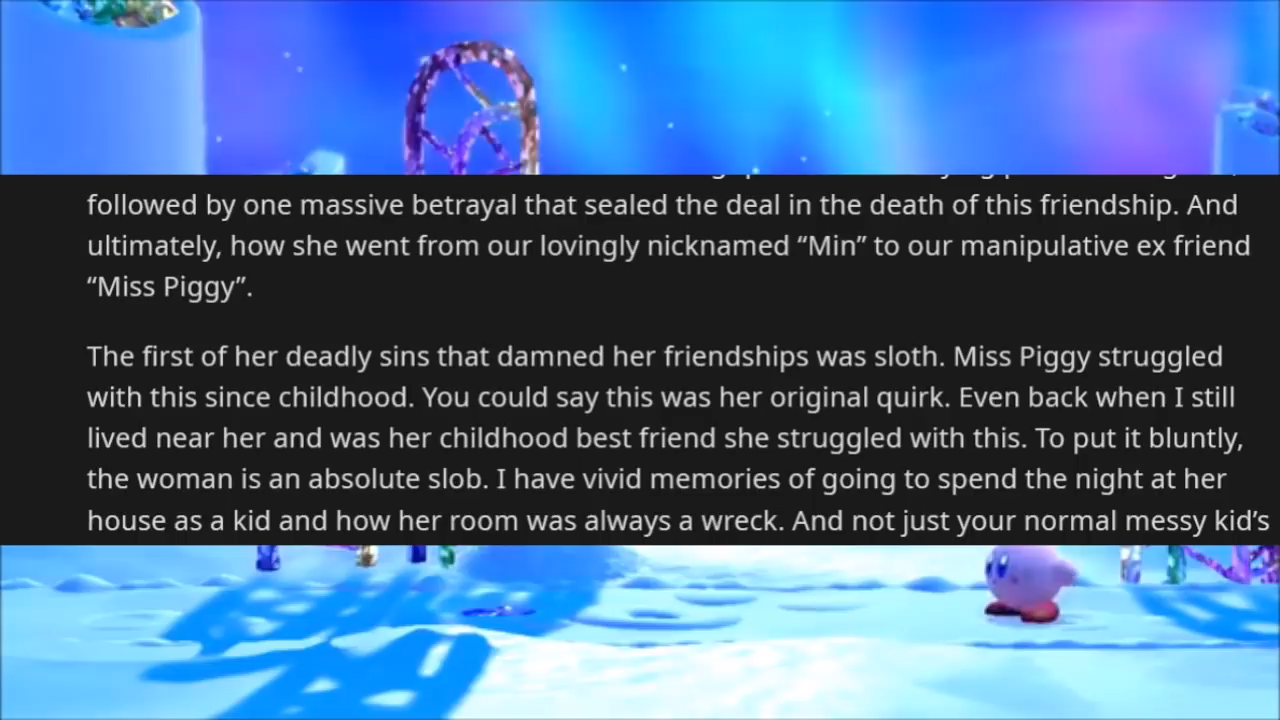 followed by one massive betrayal that sealed the deal in the death of this friendship. And
ultimately, how she went from our lovingly nicknamed “Min” to our manipulative ex friend
“Miss Piggy”.
The first of her deadly sins that damned her friendships was sloth. Miss Piggy struggled
with this since childhood. You could say this was her original quirk. Even back when I still
lived near her and was her childhood best friend she struggled with this. To put it bluntly,
the woman is an absolute slob. I have vivid memories of going to spend the night at her
house as a kid and how her room was always a wreck. And not just your normal messy kid’s